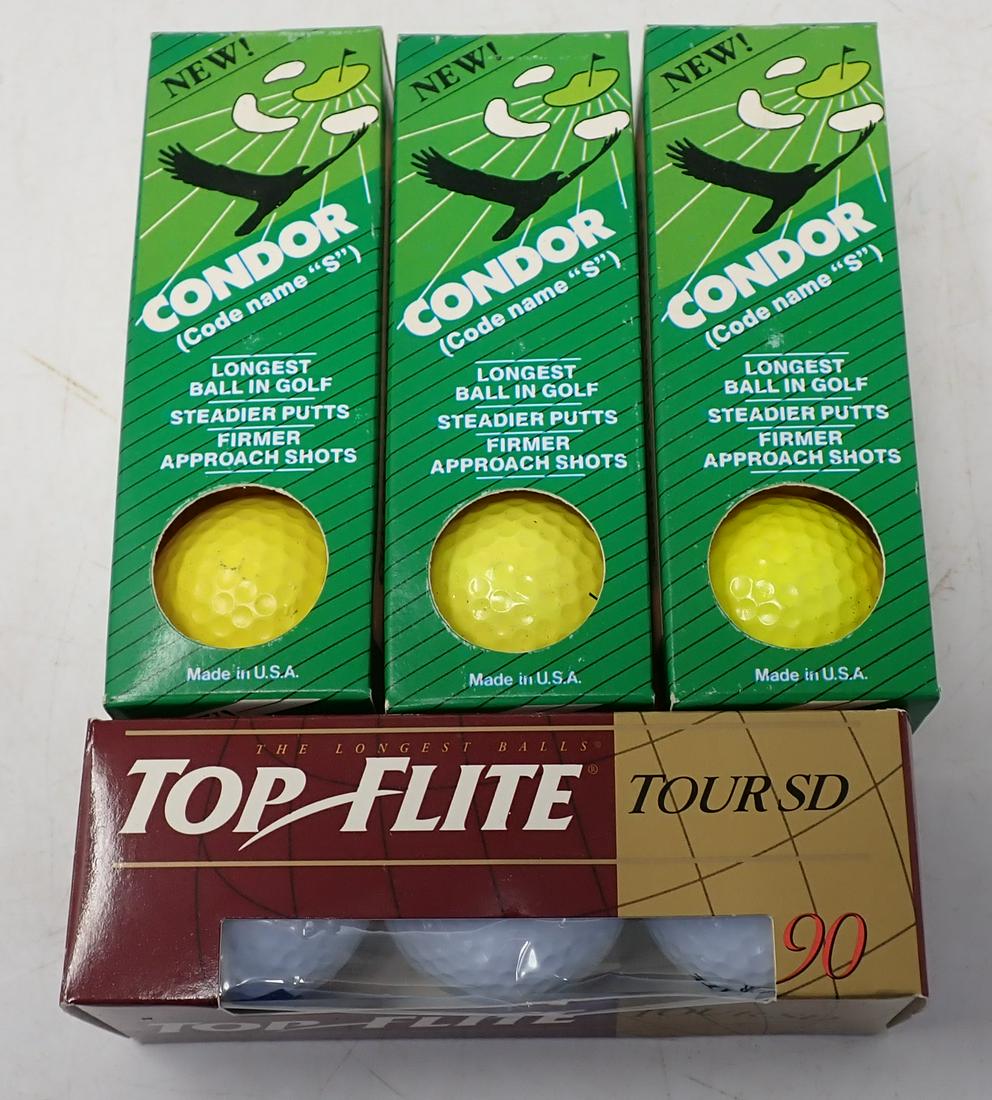 NEW!
CONDOR
(Code name "S")
LONGEST
BALL IN GOLF
STEADIER PUTTS
FIRMER
APPROACH SHOTS
Made in U.S.A.
NEW!
CONDOR
(Code name "S")
LONGEST
BALL IN GOLF
STEADIER PUTTS
FIRMER
APPROACH SHOTS
Made in U.S.A.
NEW!
CONDOR
(Code name "S")
LONGEST
BALL IN GOLF
STEADIER PUTTS
FIRMER
APPROACH SHOTS
Made in U.S.A.
THE LONGEST BALLS®
TOP FLITE® TOUR SD
90
TOP FLITE TOUR SD